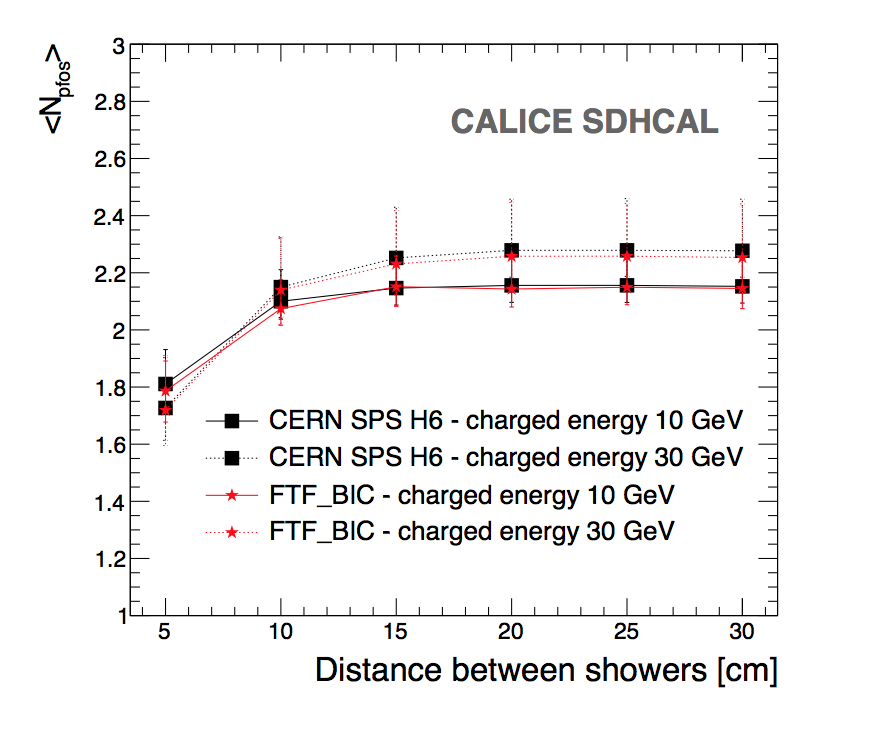 <N_pfos>
3
2.8
2.6
2.4
2.2
2
1.8
1.6
1.4
1.2
1
CALICE SDHCAL
CERN SPS H6 - charged energy 10 GeV
CERN SPS H6 - charged energy 30 GeV
FTF_BIC - charged energy 10 GeV
FTF_BIC - charged energy 30 GeV
5 10 15 20 25 30
Distance between showers [cm]